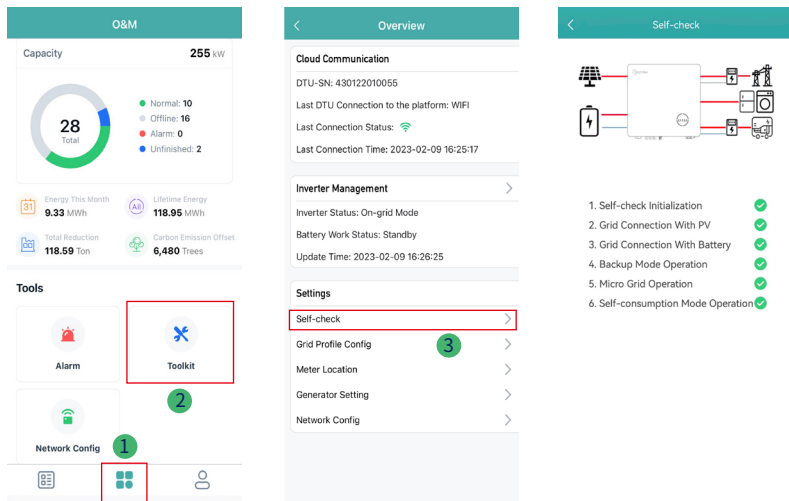 O&M
Capacity
255 kW
28
Total
Normal: 10
Offline: 16
Alarm: 0
Unfinished: 2
Energy This Month
9.33 MWh
Lifetime Energy
118.95 MWh
Total Reduction
118.59 Ton
Carbon Emission Offset
6,480 Trees
Tools
Alarm
Toolkit
2
Network Config
1
Overview
Cloud Communication
DTU-SN: 430122010055
Last DTU Connection to the platform: WIFI
Last Connection Status:
Last Connection Time: 2023-02-09 16:25:17
Inverter Management
Inverter Status: On-grid Mode
Battery Work Status: Standby
Update Time: 2023-02-09 16:26:25
Settings
Self-check
Grid Profile Config
3
Meter Location
Generator Setting
Network Config
Self-check
1. Self-check Initialization
2. Grid Connection With PV
3. Grid Connection With Battery
4. Backup Mode Operation
5. Micro Grid Operation
6. Self-consumption Mode Operation